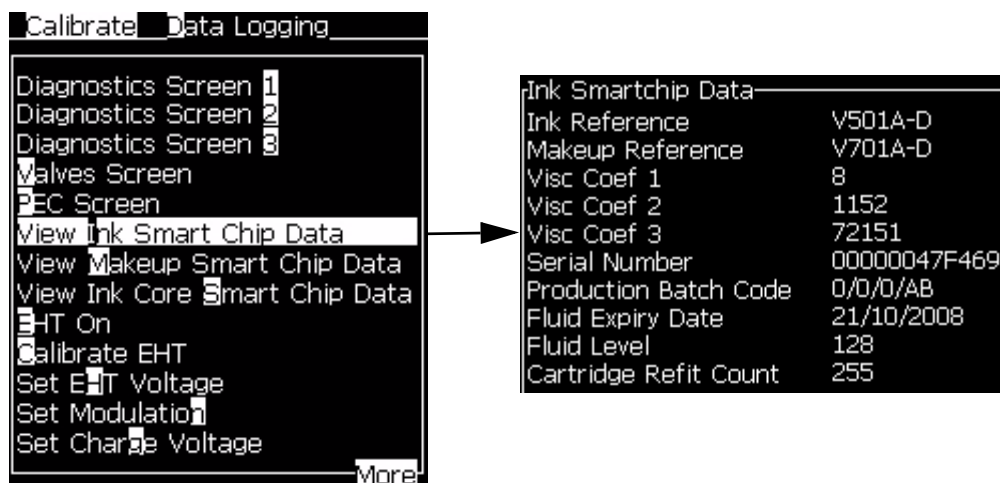 Calibrate Data Logging
Diagnostics Screen 1
Diagnostics Screen 2
Diagnostics Screen 3
Valves Screen
PEC Screen
View Ink Smart Chip Data
View Makeup Smart Chip Data
View Ink Core Smart Chip Data
EHT On
Calibrate EHT
Set EHT Voltage
Set Modulation
Set Charge Voltage
More
Ink Smartchip Data
Ink Reference V501A-D
Makeup Reference V701A-D
Visc Coef 1 8
Visc Coef 2 1152
Visc Coef 3 72151
Serial Number 00000047F469
Production Batch Code 0/0/0/AB
Fluid Expiry Date 21/10/2008
Fluid Level 128
Cartridge Refit Count 255